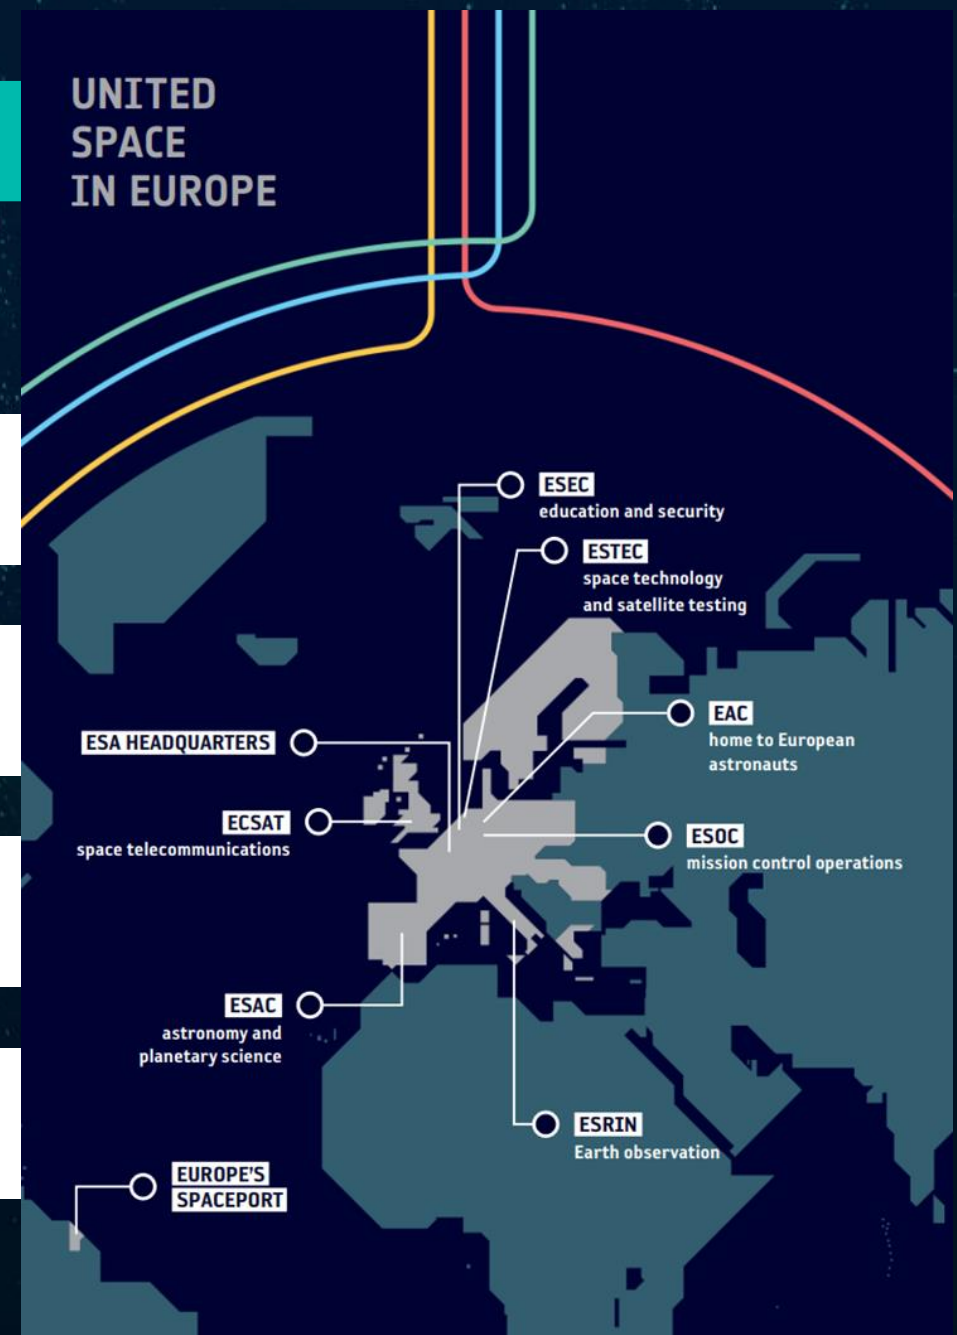 UNITED
SPACE
IN EUROPE
ESEC
education and security
ESTEC
space technology
and satellite testing
EAC
home to European
astronauts
ESA HEADQUARTERS
ECSAT
space telecommunications
ESOC
mission control operations
ESAC
astronomy and
planetary science
ESRIN
Earth observation
EUROPE'S
SPACEPORT